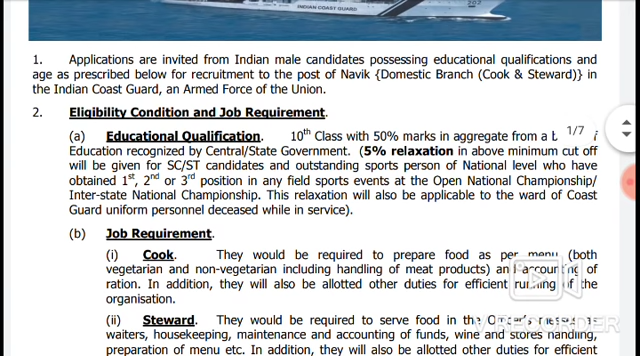 INDIAN COAST GUARD
202
1. Applications are invited from Indian male candidates possessing educational qualifications and
age as prescribed below for recruitment to the post of Navik {Domestic Branch (Cook & Steward)} in
the Indian Coast Guard, an Armed Force of the Union.
2. Eligibility Condition and Job Requirement.
(a) Educational Qualification. 10th Class with 50% marks in aggregate from a
1/7
Education recognized by Central/State Government. (5% relaxation in above minimum cut off
will be given for SC/ST candidates and outstanding sports person of National level who have
obtained 1st, 2nd or 3rd position in any field sports events at the Open National Championship/
Inter-state National Championship. This relaxation will also be applicable to the ward of Coast
Guard uniform personnel deceased while in service).
(b) Job Requirement.
(i) Cook. They would be required to prepare food as per menu (both
vegetarian and non-vegetarian including handling of meat products) and accounting of
ration. In addition, they will also be allotted other duties for efficient running of the
organisation.
(ii) Steward. They would be required to serve food in the Officer's messes as
waiters, housekeeping, maintenance and accounting of funds, wine and stores handling,
preparation of menu etc. In addition, they will also be allotted other duties for efficient
RECORDER